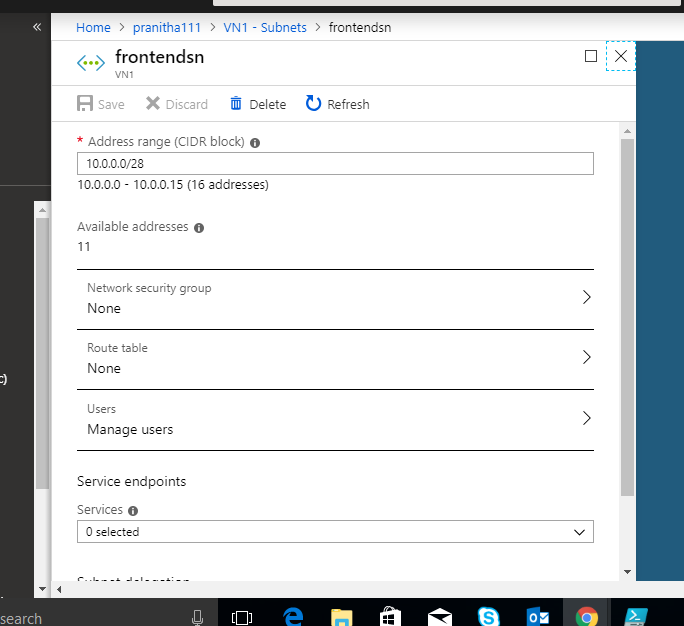 Home > pranitha111 > VN1 - Subnets > frontendsn
frontendsn
VN1
Save Discard Delete Refresh
* Address range (CIDR block)
10.0.0.0/28
10.0.0.0 - 10.0.0.15 (16 addresses)
Available addresses
11
Network security group
None
Route table
None
c)
Users
Manage users
Service endpoints
Services
0 selected
Subnet delegation
search